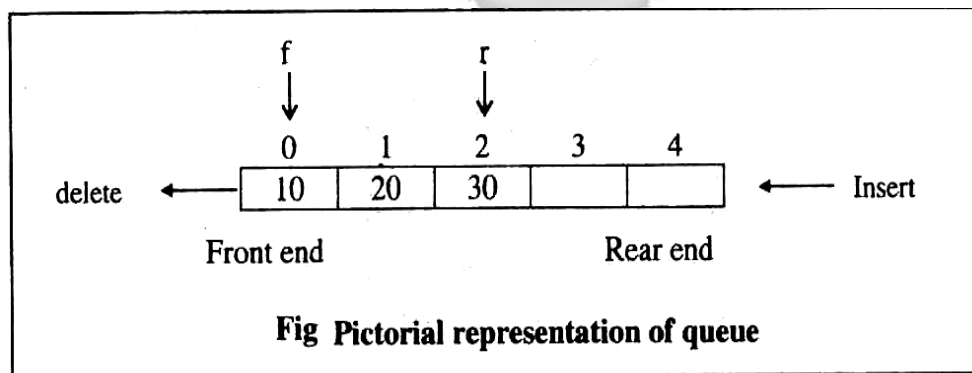 f r
0 1 2 3 4
delete 10 20 30 Insert
Front end Rear end
Fig Pictorial representation of queue